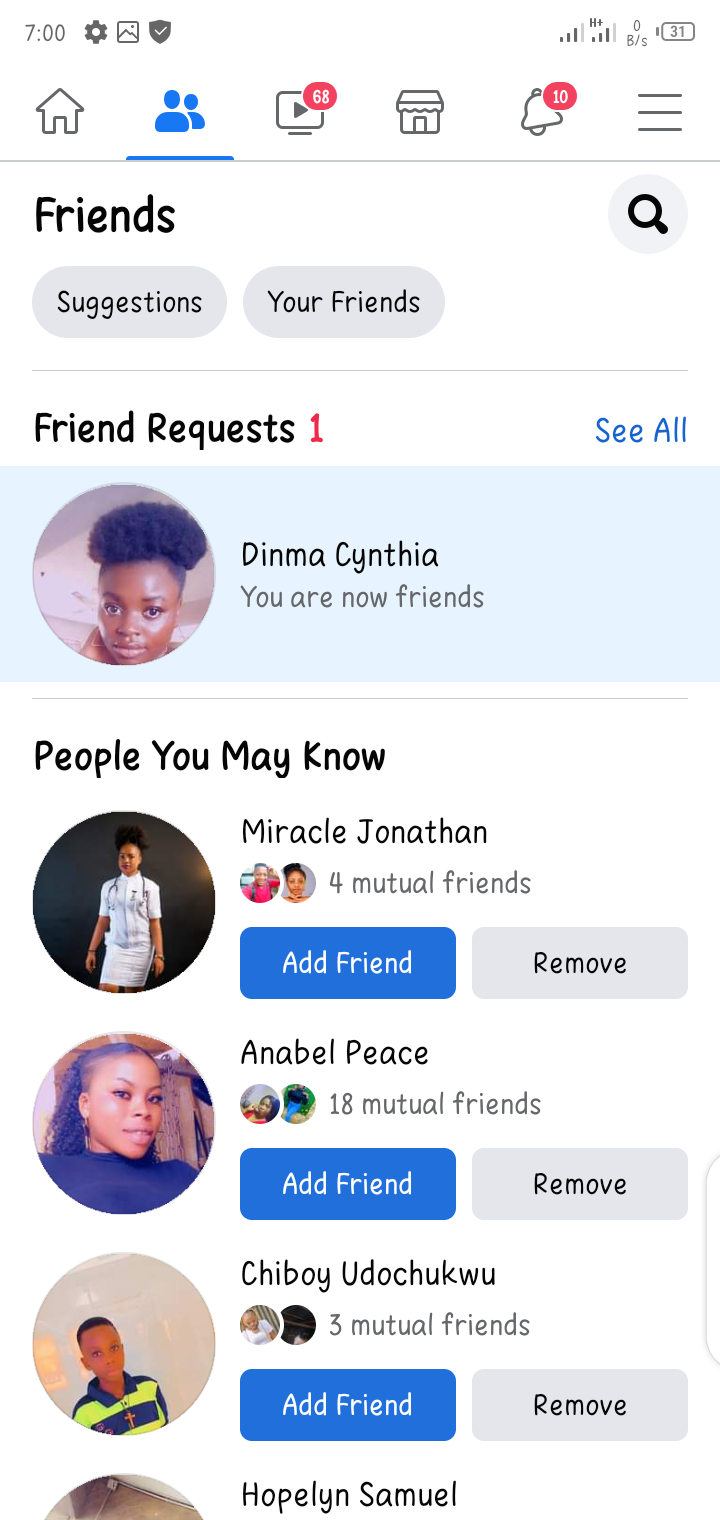 7:00
H+
0
B/s
31
68
10
Friends
Suggestions
Your Friends
Friend Requests 1
See All
Dinma Cynthia
You are now friends
People You May Know
Miracle Jonathan
4 mutual friends
Add Friend
Remove
Anabel Peace
18 mutual friends
Add Friend
Remove
Chiboy Udochukwu
3 mutual friends
Add Friend
Remove
Hopelyn Samuel